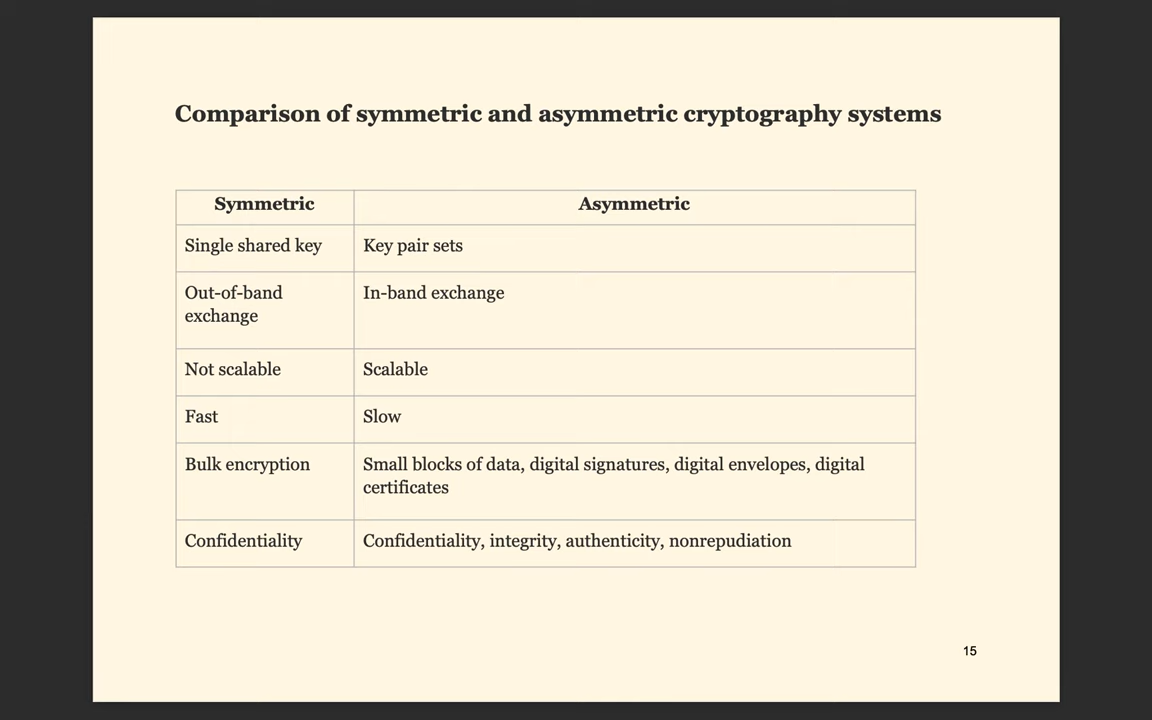 Comparison of symmetric and asymmetric cryptography systems
Symmetric
Asymmetric
Single shared key
Key pair sets
Out-of-band
exchange
In-band exchange
Not scalable
Scalable
Fast
Slow
Bulk encryption
Small blocks of data, digital signatures, digital envelopes, digital
certificates
Confidentiality
Confidentiality, integrity, authenticity, nonrepudiation
15